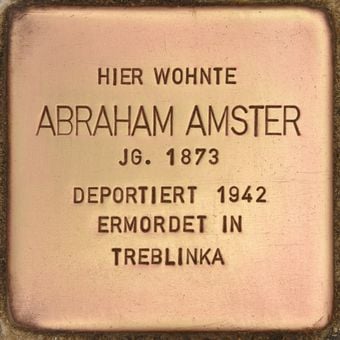 HIER WOHNTE
ABRAHAM AMSTER
JG. 1873
DEPORTIERT 1942
ERMORDET IN
TREBLINKA